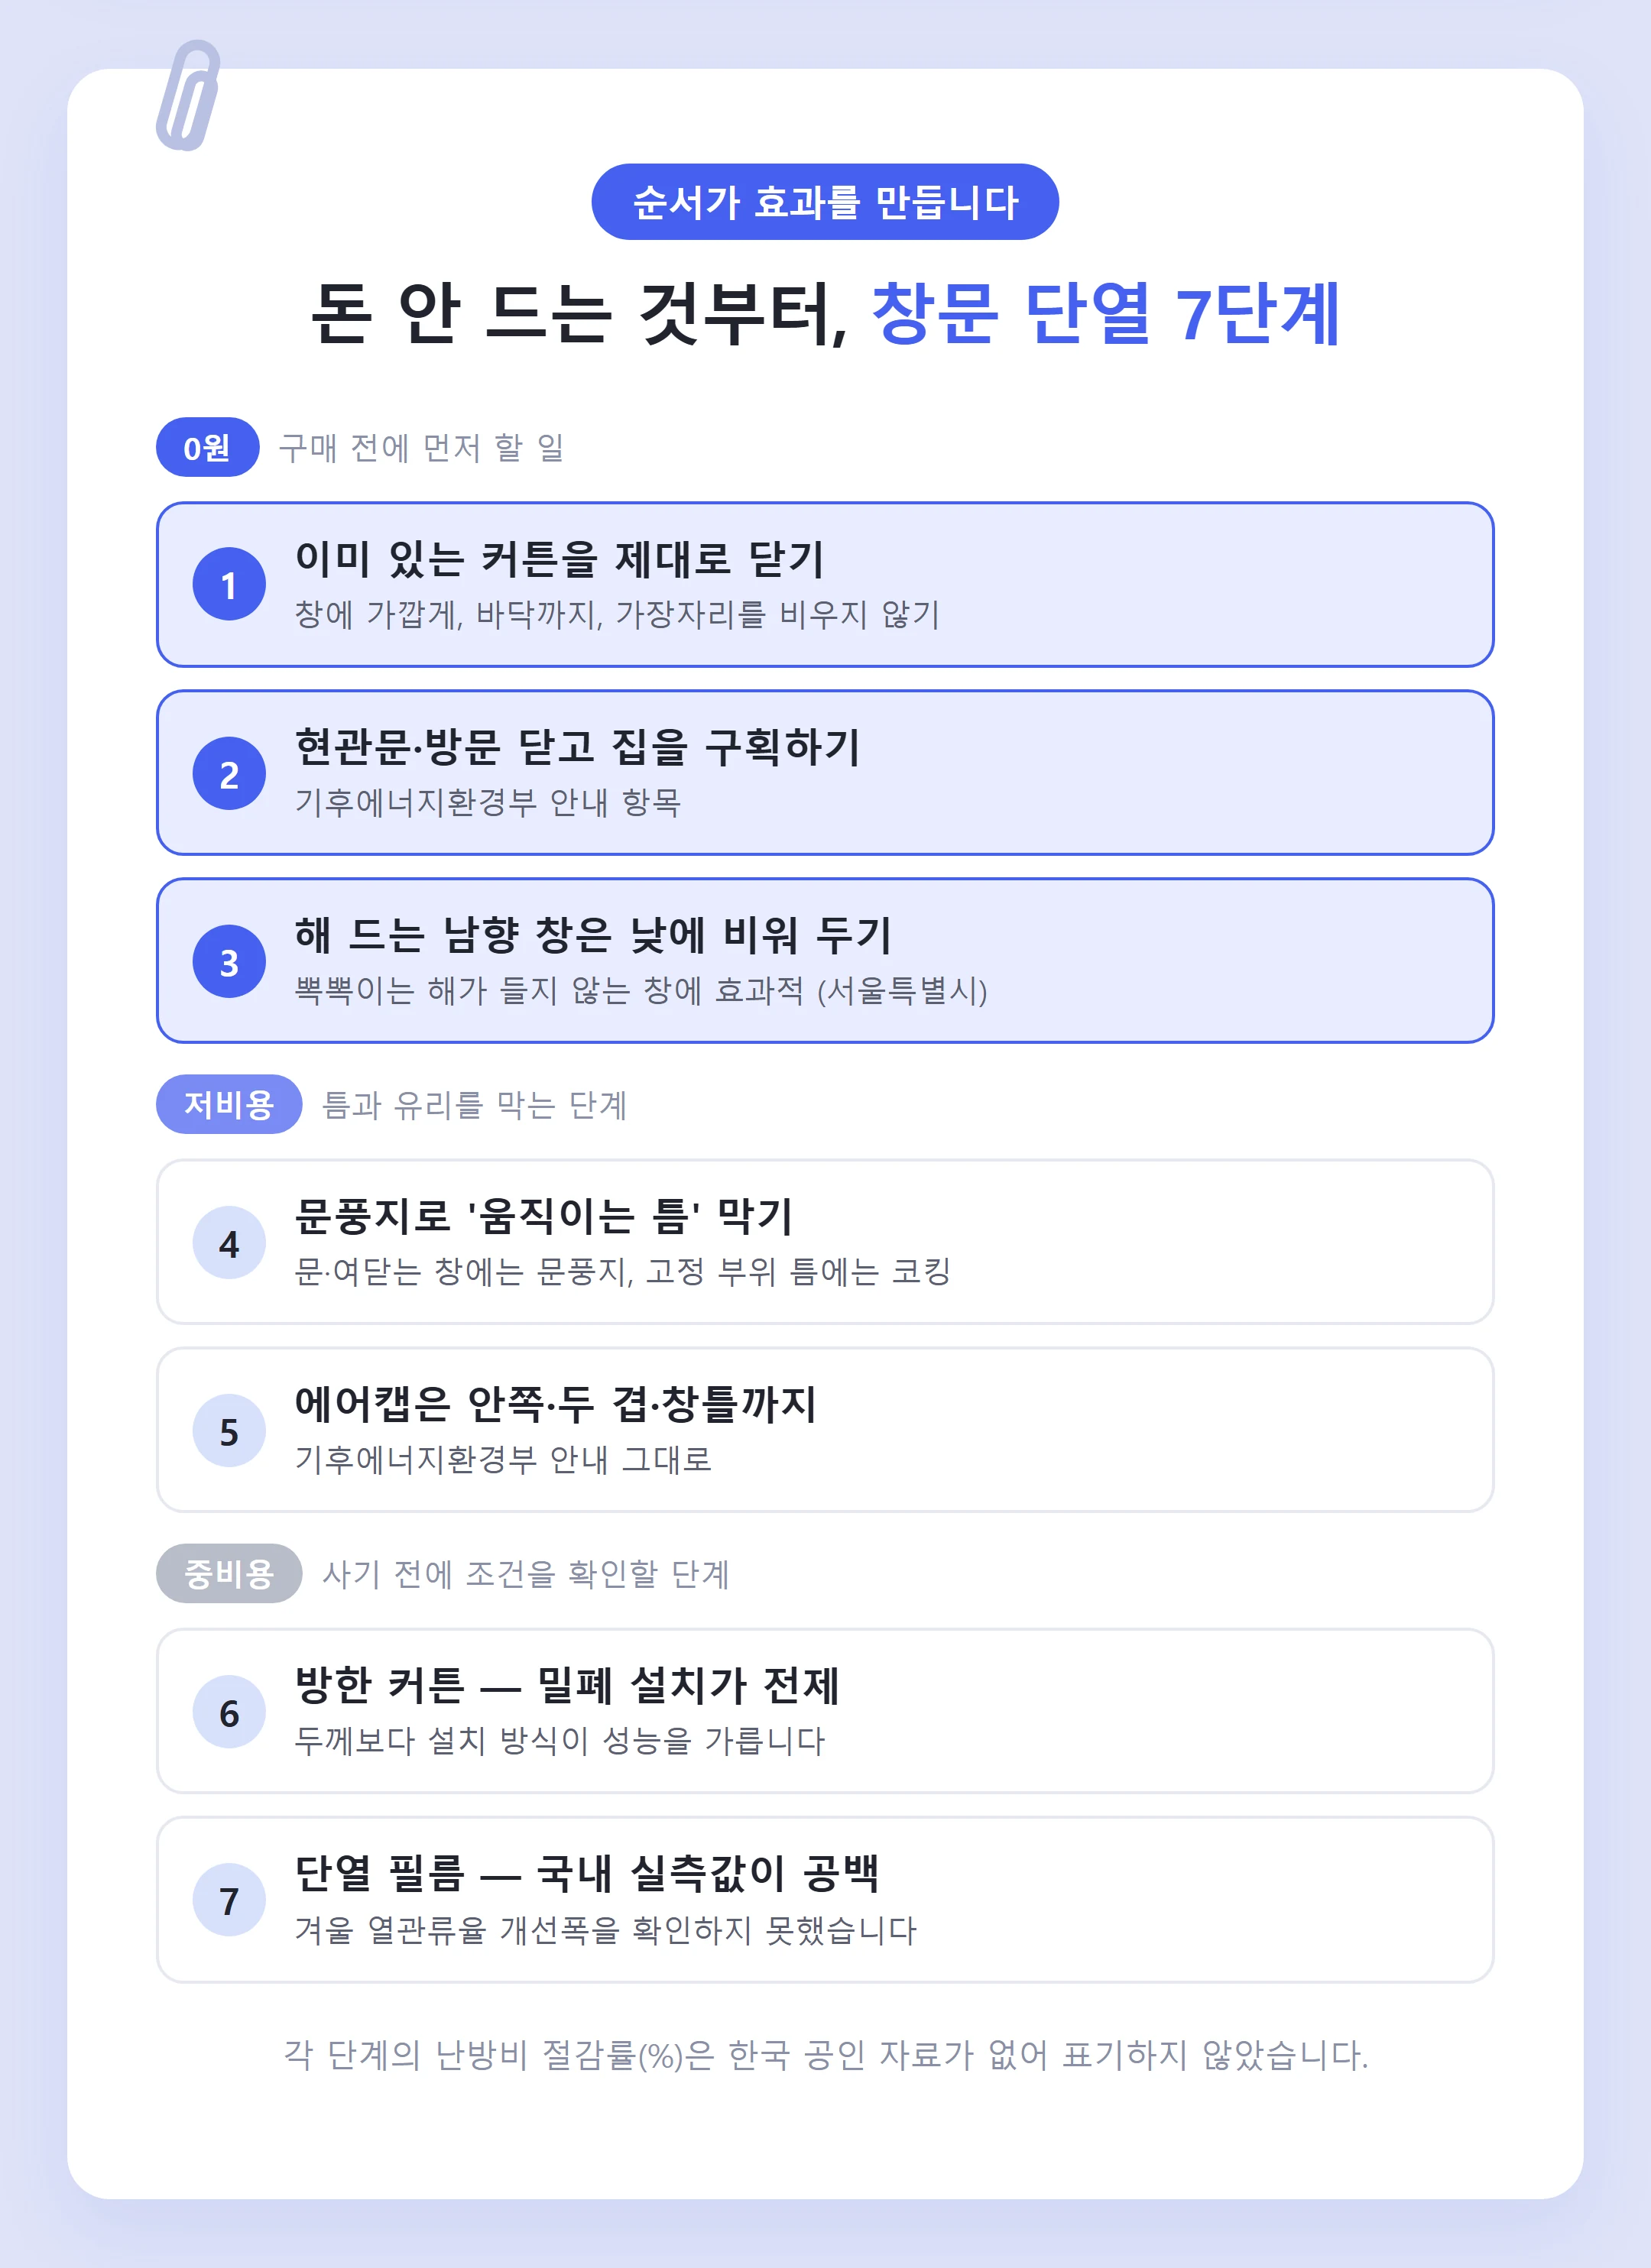 순서가 효과를 만듭니다
돈 안 드는 것부터, 창문 단열 7단계
0원 구매 전에 먼저 할 일
1 이미 있는 커튼을 제대로 닫기
창에 가깝게, 바닥까지, 가장자리를 비우지 않기
2 현관문·방문 닫고 집을 구획하기
기후에너지환경부 안내 항목
3 해 드는 남향 창은 낮에 비워 두기
뽁뽁이는 해가 들지 않는 창에 효과적 (서울특별시)
저비용 틈과 유리를 막는 단계
4 문풍지로 '움직이는 틈' 막기
문·여닫는 창에는 문풍지, 고정 부위 틈에는 코킹
5 에어캡은 안쪽·두 겹·창틀까지
기후에너지환경부 안내 그대로
중비용 사기 전에 조건을 확인할 단계
6 방한 커튼 — 밀폐 설치가 전제
두께보다 설치 방식이 성능을 가릅니다
7 단열 필름 — 국내 실측값이 공백
겨울 열관류율 개선폭을 확인하지 못했습니다
각 단계의 난방비 절감률(%)은 한국 공인 자료가 없어 표기하지 않았습니다.